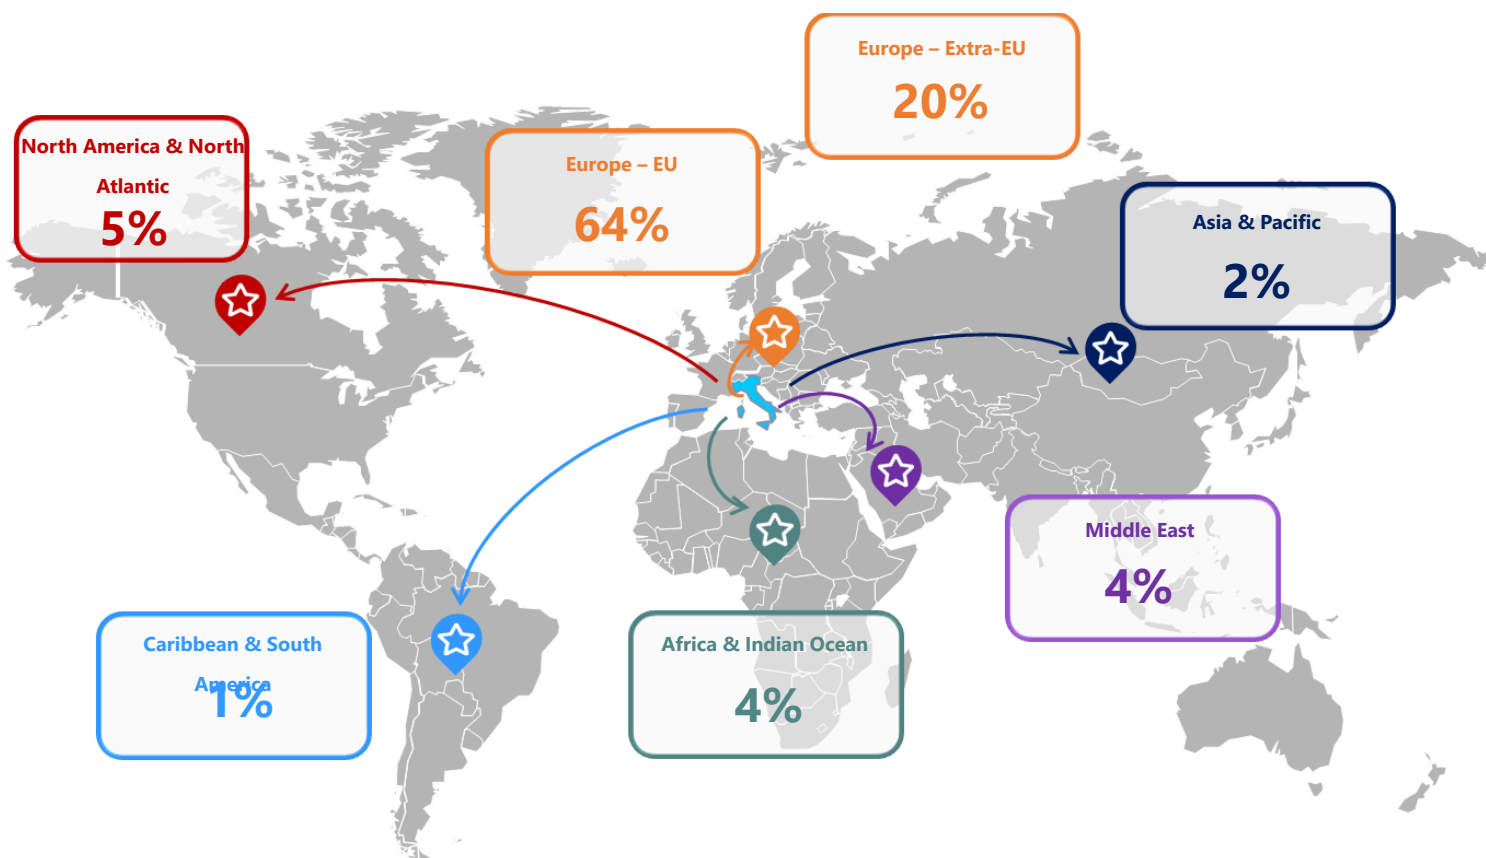 Europe – Extra-EU
20%
North America & North
Atlantic
5%
Europe – EU
64%
Asia & Pacific
2%
Middle East
4%
Caribbean & South
America
1%
Africa & Indian Ocean
4%